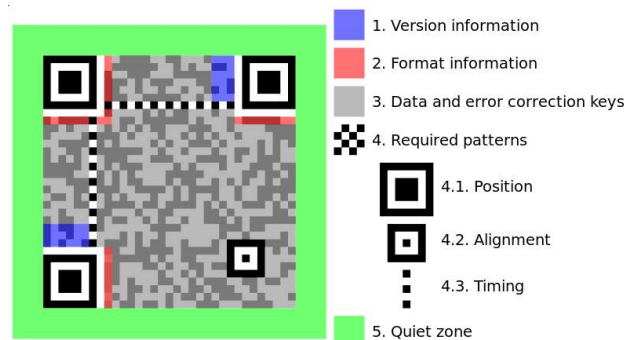 1. Version information
2. Format information
3. Data and error correction keys
4. Required patterns
4.1. Position
4.2. Alignment
4.3. Timing
5. Quiet zone